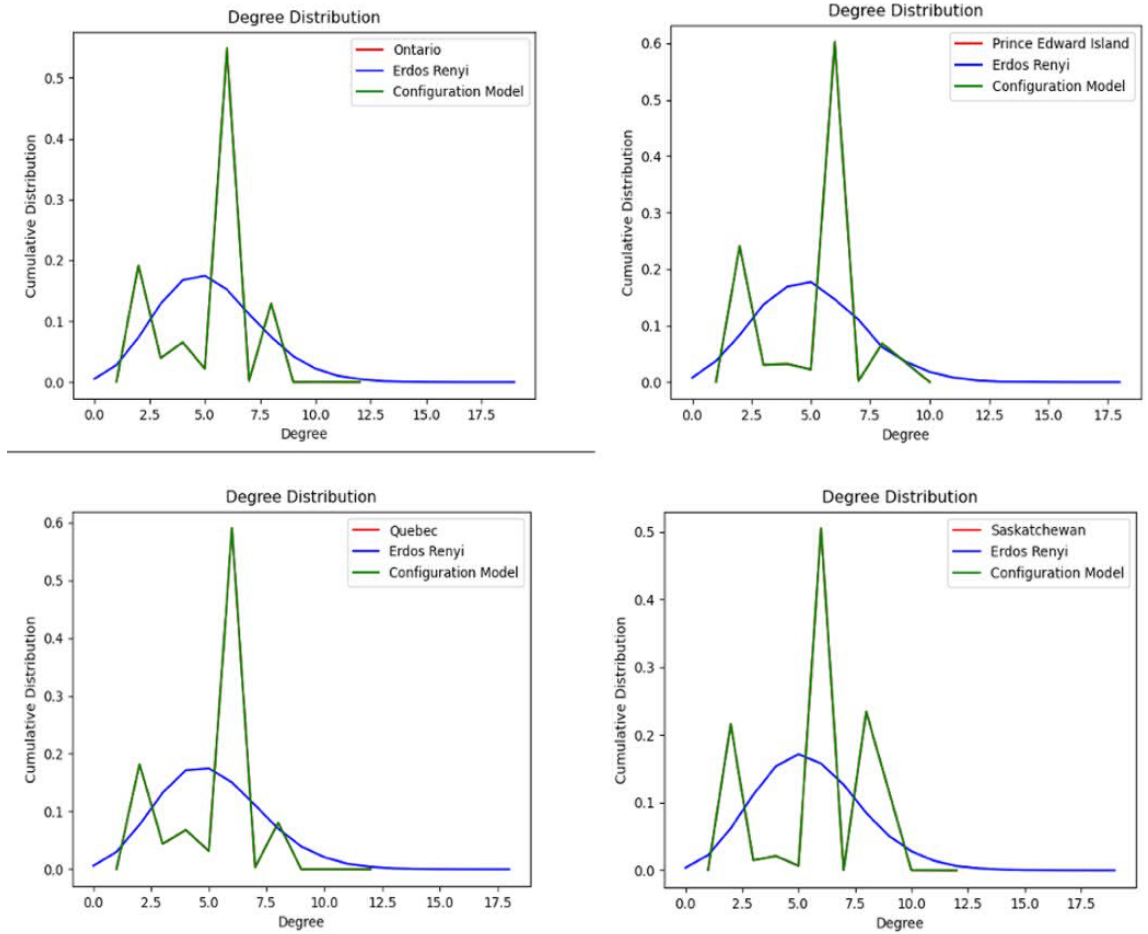 Degree Distribution
Ontario
Erdos Renyi
Configuration Model
Cumulative Distribution
0.5
0.4
0.3
0.2
0.1
0.0
0.0 2.5 5.0 7.5 10.0 12.5 15.0 17.5
Degree
Degree Distribution
Prince Edward Island
Erdos Renyi
Configuration Model
Cumulative Distribution
0.6
0.5
0.4
0.3
0.2
0.1
0.0
0.0 2.5 5.0 7.5 10.0 12.5 15.0 17.5
Degree
Degree Distribution
Quebec
Erdos Renyi
Configuration Model
Cumulative Distribution
0.6
0.5
0.4
0.3
0.2
0.1
0.0
0.0 2.5 5.0 7.5 10.0 12.5 15.0 17.5
Degree
Degree Distribution
Saskatchewan
Erdos Renyi
Configuration Model
Cumulative Distribution
0.5
0.4
0.3
0.2
0.1
0.0
0.0 2.5 5.0 7.5 10.0 12.5 15.0 17.5
Degree